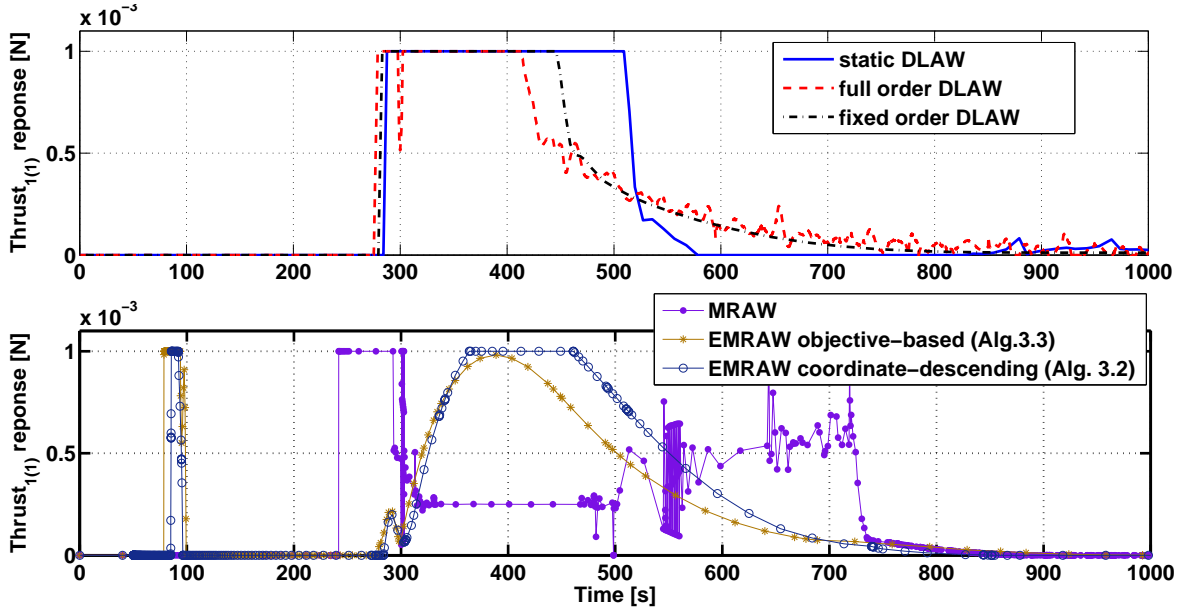 x 10⁻³
Thrust₁₍₁₎ reponse [N]
1
0.5
0
0 100 200 300 400 500 600 700 800 900 1000
static DLAW
full order DLAW
fixed order DLAW
x 10⁻³
Thrust₁₍₁₎ reponse [N]
1
0.5
0
0 100 200 300 400 500 600 700 800 900 1000
Time [s]
MRAW
EMRAW objective−based (Alg.3.3)
EMRAW coordinate−descending (Alg. 3.2)